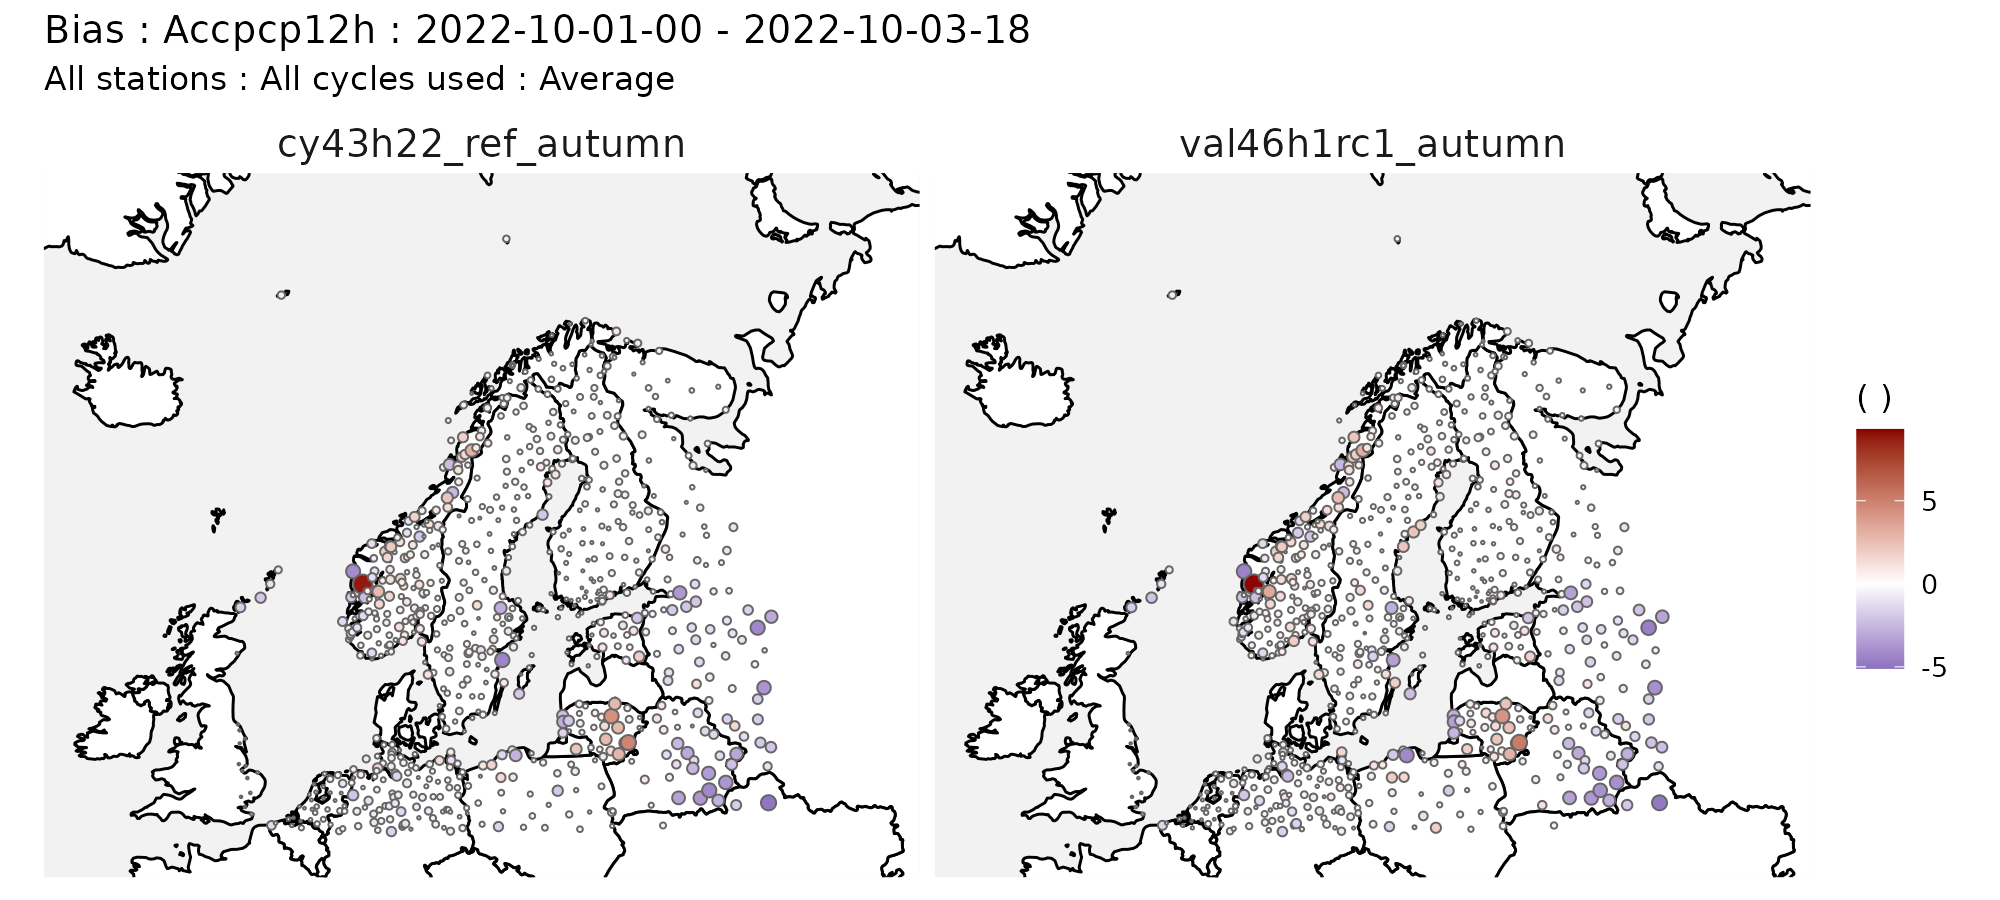 Bias : Accpcp12h : 2022-10-01-00 - 2022-10-03-18
All stations : All cycles used : Average
cy43h22_ref_autumn
val46h1rc1_autumn
( )
5
0
-5